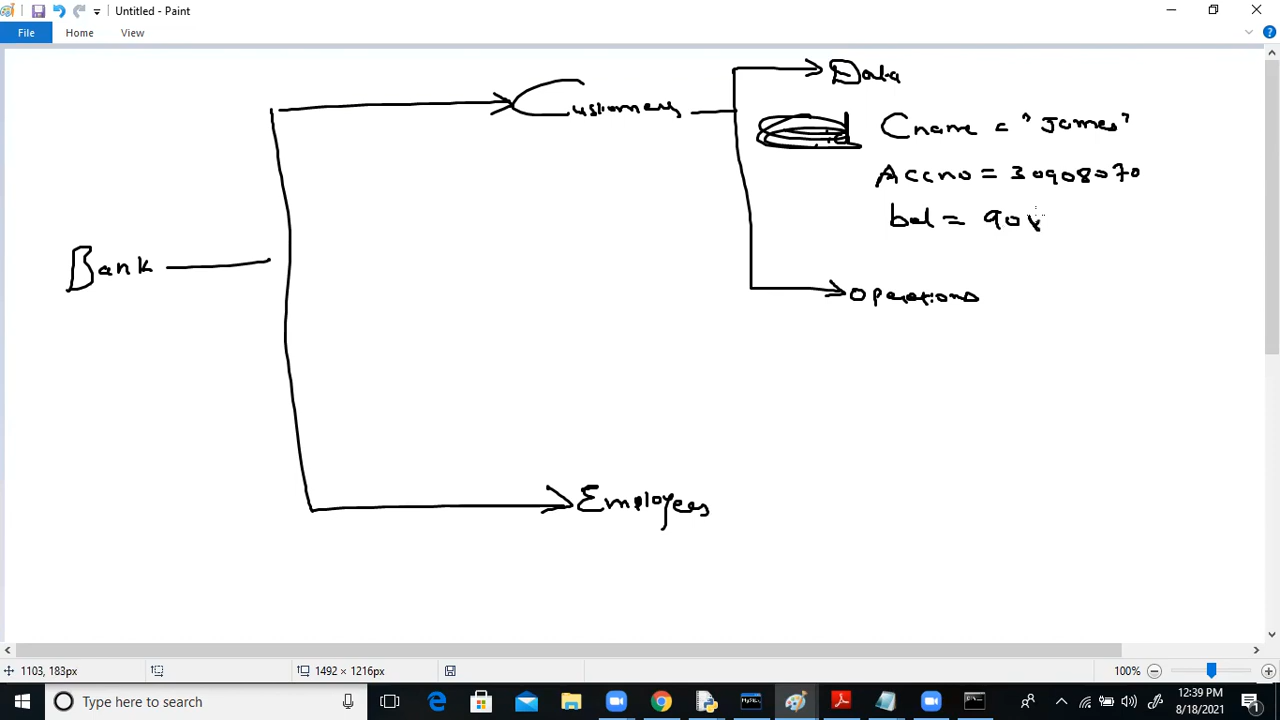 Untitled - Paint
File Home View
Data
Customers
Cname = "James"
Accno = 30908070
bal =
Bank
Operations
Employees
1103, 183px 1492 × 1216px 100%
Type here to search 12:39 PM
8/18/2021